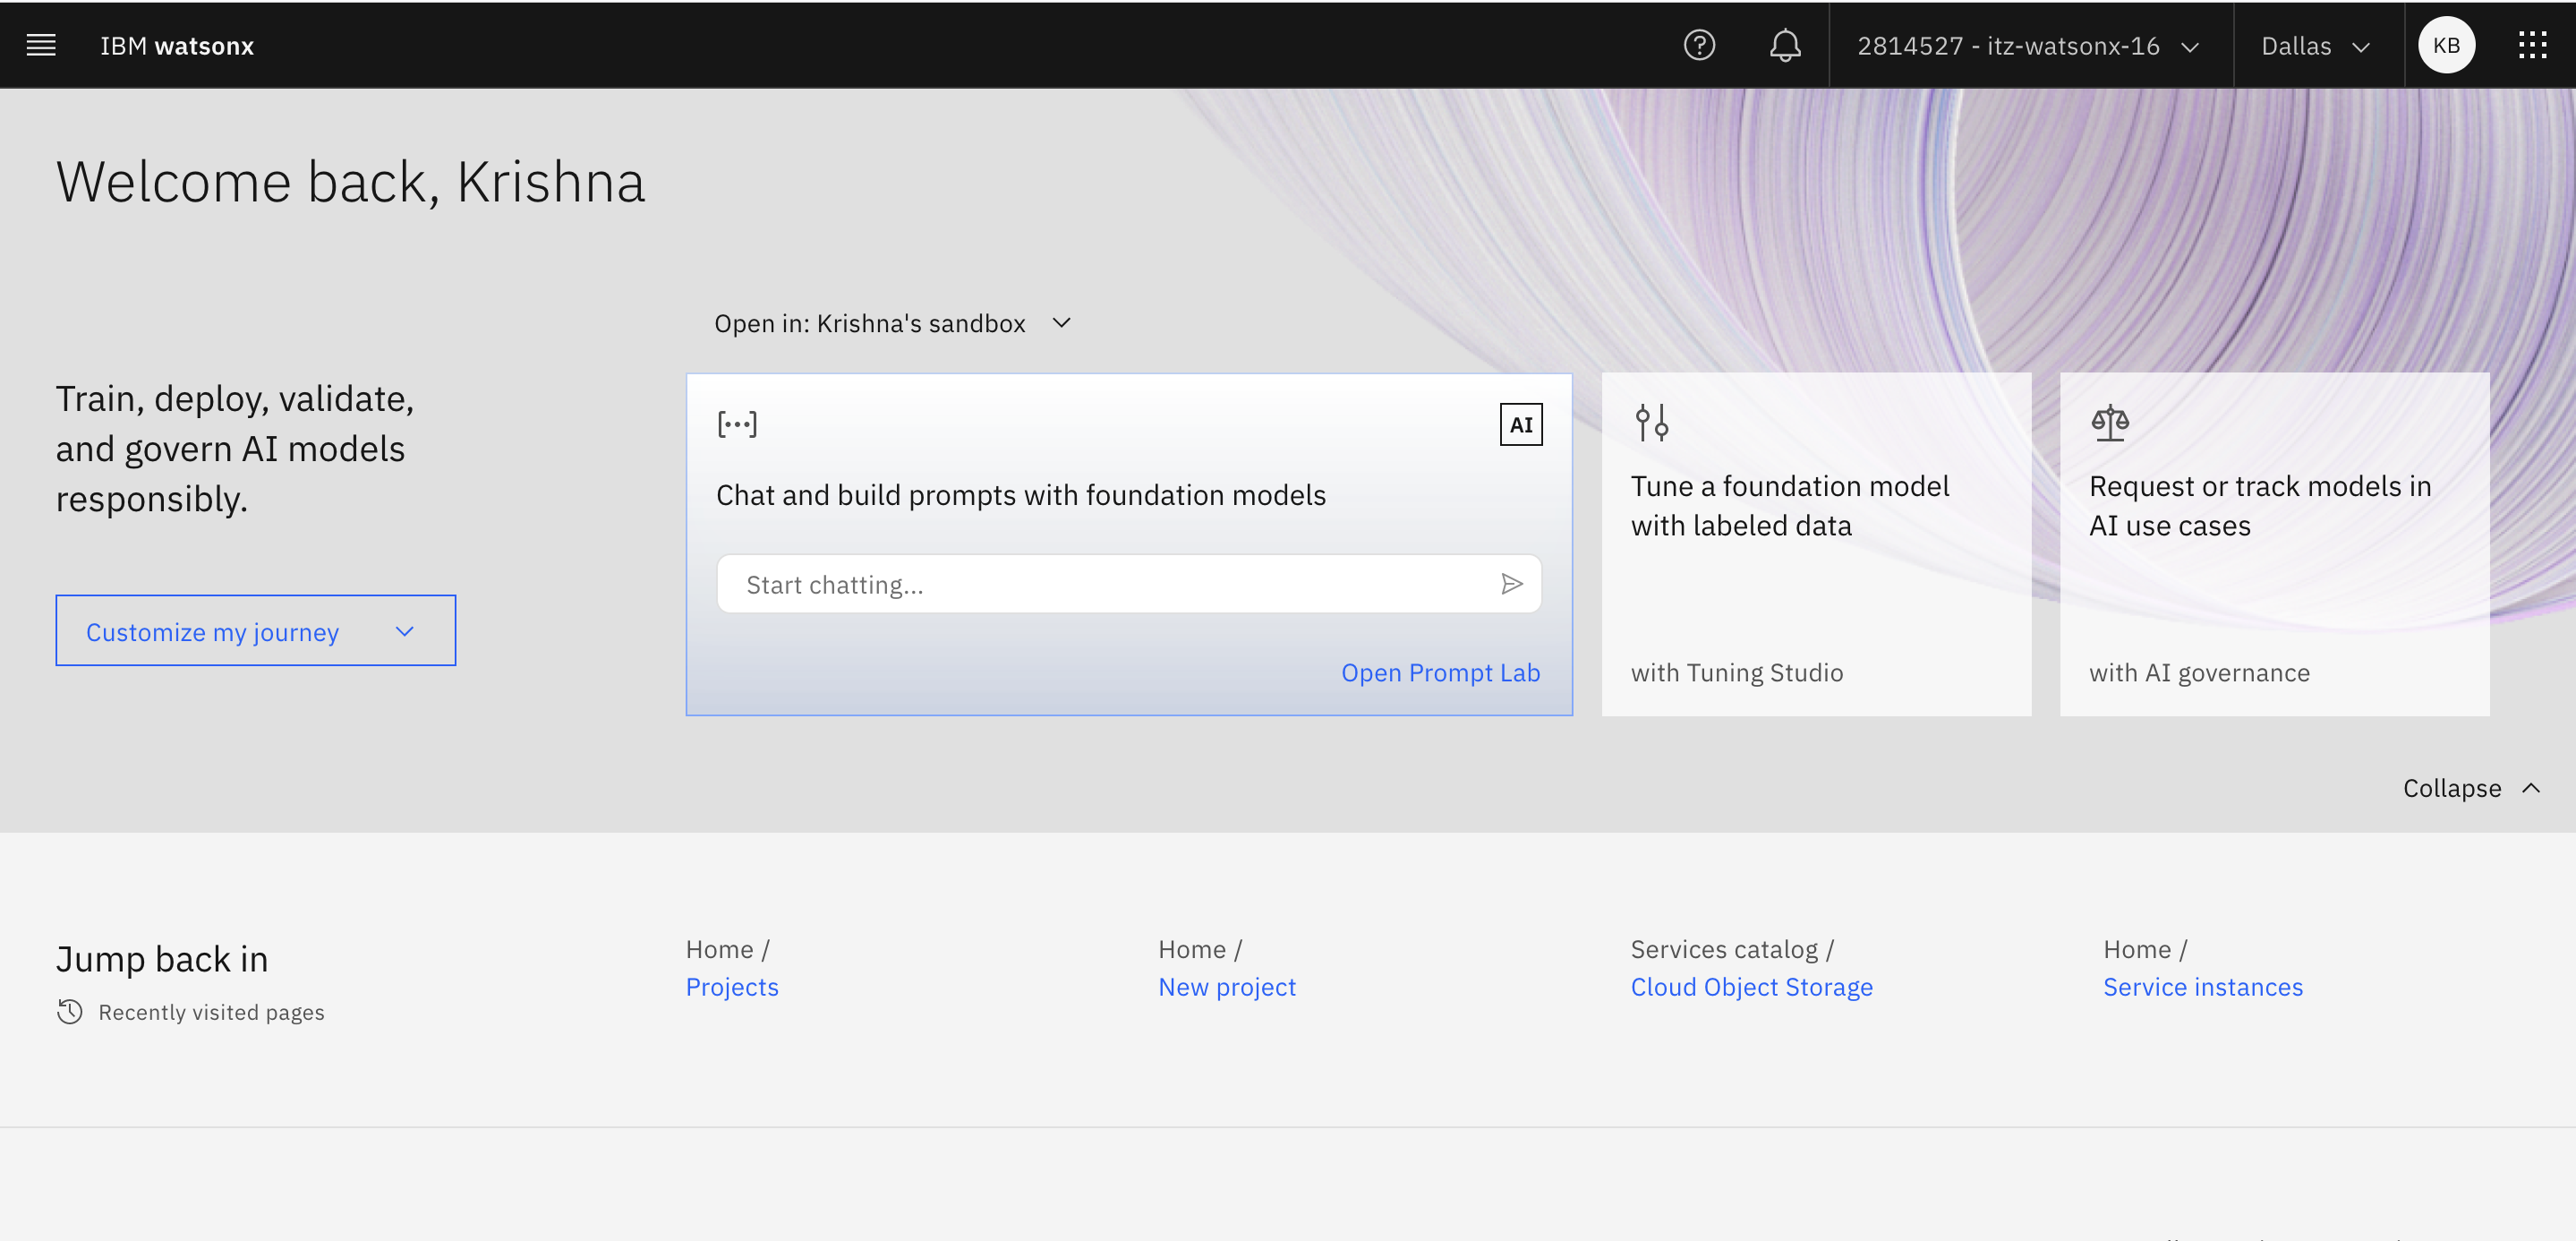 IBM watsonx
2814527 - itz-watsonx-16
Dallas
KB
Welcome back, Krishna
Open in: Krishna's sandbox
Train, deploy, validate,
and govern AI models
responsibly.
Customize my journey
AI
Chat and build prompts with foundation models
Start chatting...
Open Prompt Lab
Tune a foundation model
with labeled data
with Tuning Studio
Request or track models in
AI use cases
with AI governance
Collapse
Jump back in
Recently visited pages
Home /
Projects
Home /
New project
Services catalog /
Cloud Object Storage
Home /
Service instances